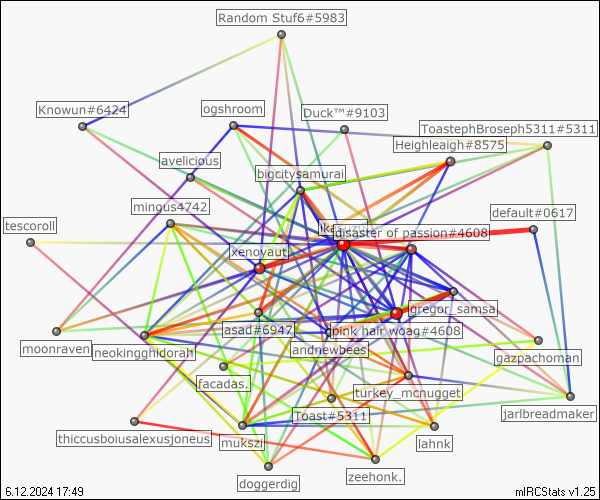 Random Stuf6#5983
Knowun#6424
ogshroom
Duck™#9103
ToastephBroseph5311#5311
Heighleaigh#8575
avelicious
bigcitysamurai
mingus4742
default#0617
tescoroll
disaster of passion#4608
xenoyaut
gregor_samsa
asad#6947
pink hair woag#4608
moonraven
neokingghidorah
andnewbees
gazpachoman
facadas.
turkey_mcnugget
Toast#5311
jarlbreadmaker
thiccusboiusalexusjoneus
mukszi
lahnk
doggerdig
zeehonk.
6.12.2024 17:49
mIRCStats v1.25